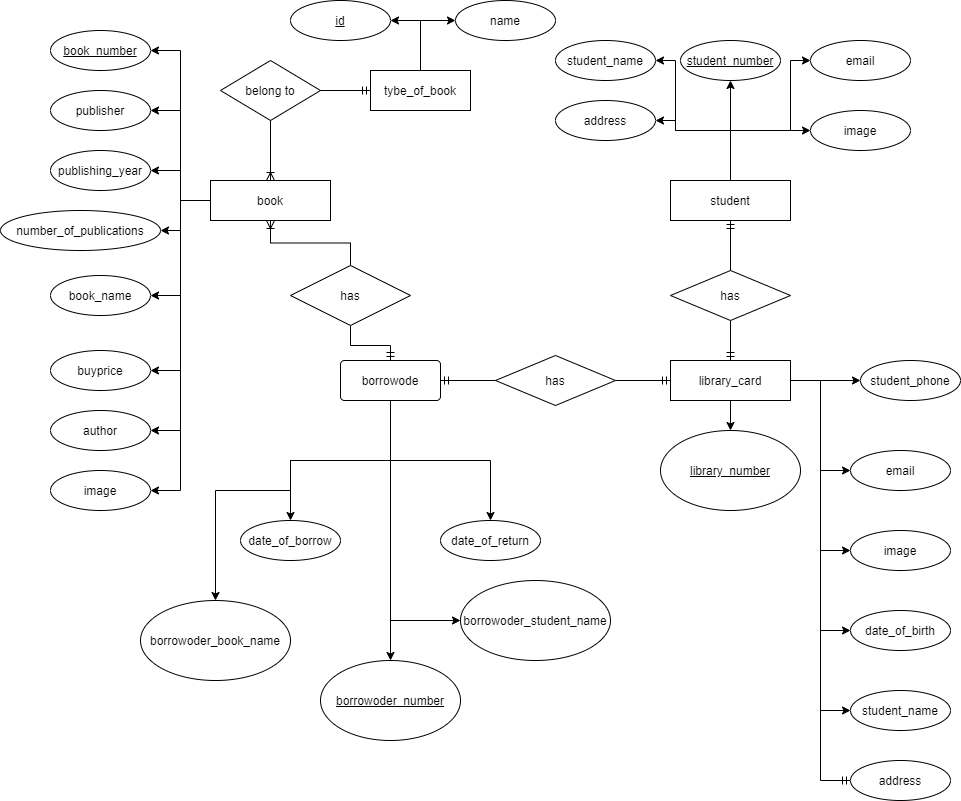 id
name
book_number
student_name
student_number
email
belong to
tybe_of_book
publisher
address
image
publishing_year
book
student
number_of_publications
book_name
has
has
buyprice
borrowode
has
library_card
student_phone
author
library_number
email
image
date_of_borrow
date_of_return
image
borrowoder_book_name
borrowoder_student_name
date_of_birth
borrowoder_number
student_name
address